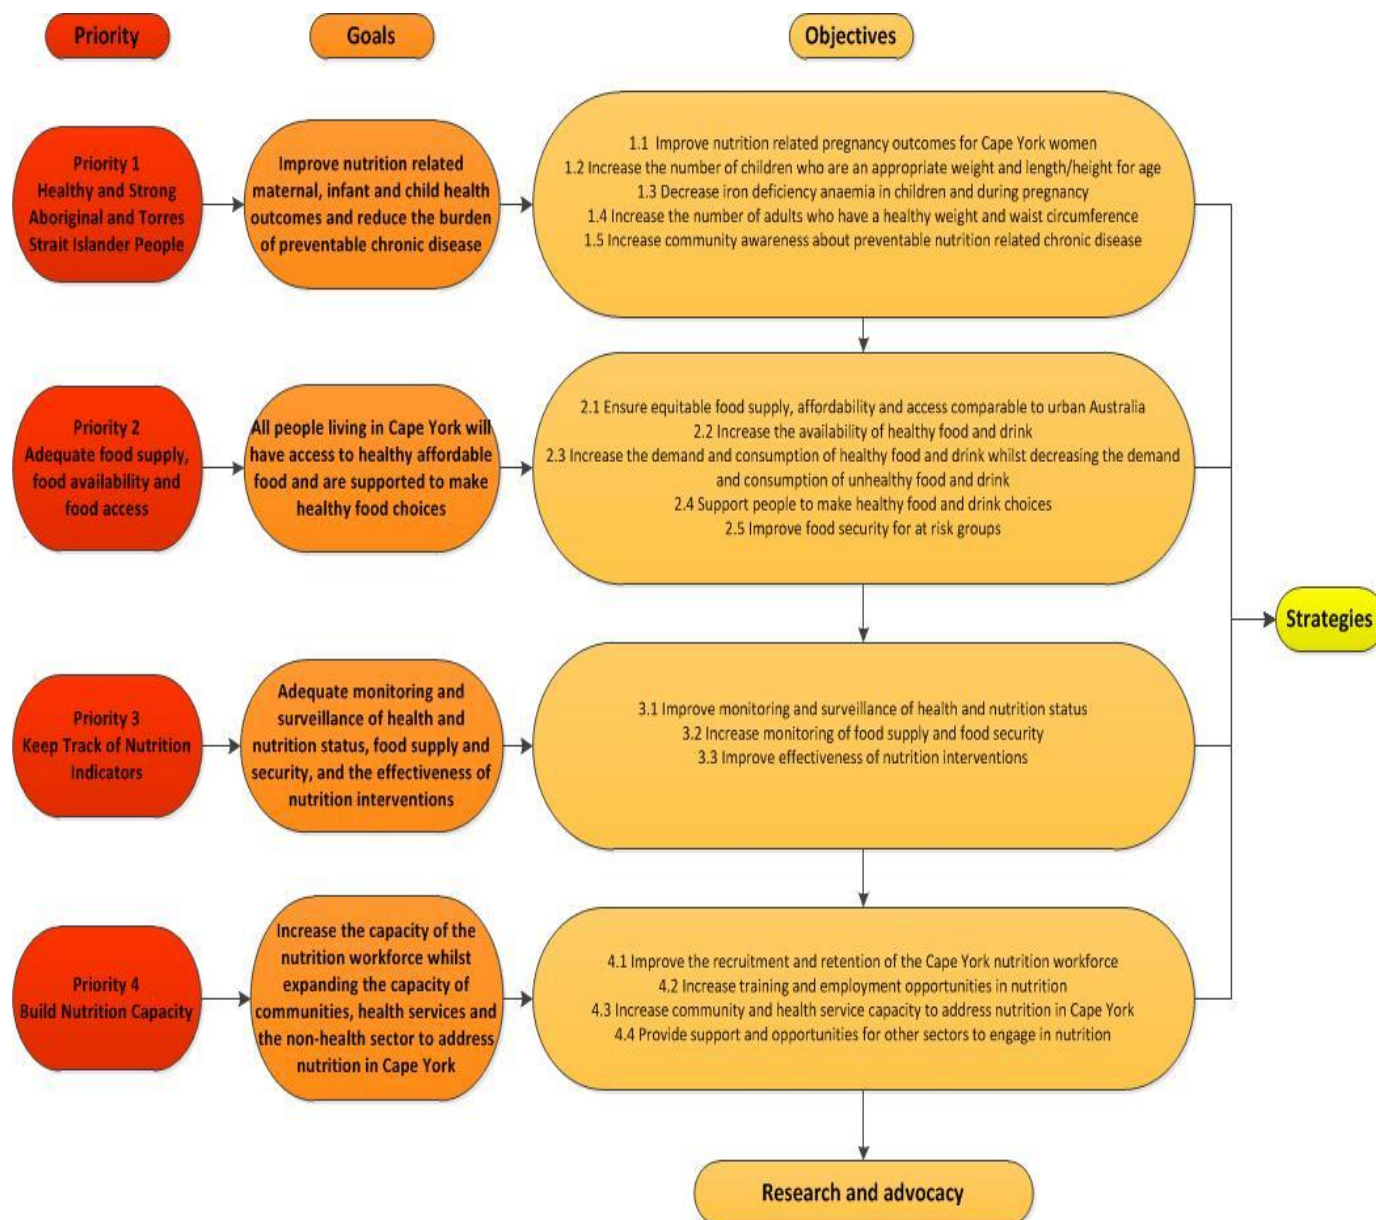 Priority
Goals
Objectives
Priority 1
Healthy and Strong
Aboriginal and Torres
Strait Islander People
Improve nutrition related
maternal, infant and child health
outcomes and reduce the burden
of preventable chronic disease
1.1 Improve nutrition related pregnancy outcomes for Cape York women
1.2 Increase the number of children who are an appropriate weight and length/height for age
1.3 Decrease iron deficiency anaemia in children and during pregnancy
1.4 Increase the number of adults who have a healthy weight and waist circumference
1.5 Increase community awareness about preventable nutrition related chronic disease
Priority 2
Adequate food supply,
food availability and
food access
All people living in Cape York will
have access to healthy affordable
food and are supported to make
healthy food choices
2.1 Ensure equitable food supply, affordability and access comparable to urban Australia
2.2 Increase the availability of healthy food and drink
2.3 Increase the demand and consumption of healthy food and drink whilst decreasing the demand
and consumption of unhealthy food and drink
2.4 Support people to make healthy food and drink choices
2.5 Improve food security for at risk groups
Strategies
Priority 3
Keep Track of Nutrition
Indicators
Adequate monitoring and
surveillance of health and
nutrition status, food supply and
security, and the effectiveness of
nutrition interventions
3.1 Improve monitoring and surveillance of health and nutrition status
3.2 Increase monitoring of food supply and food security
3.3 Improve effectiveness of nutrition interventions
Priority 4
Build Nutrition Capacity
Increase the capacity of the
nutrition workforce whilst
expanding the capacity of
communities, health services and
the non-health sector to address
nutrition in Cape York
4.1 Improve the recruitment and retention of the Cape York nutrition workforce
4.2 Increase training and employment opportunities in nutrition
4.3 Increase community and health service capacity to address nutrition in Cape York
4.4 Provide support and opportunities for other sectors to engage in nutrition
Research and advocacy